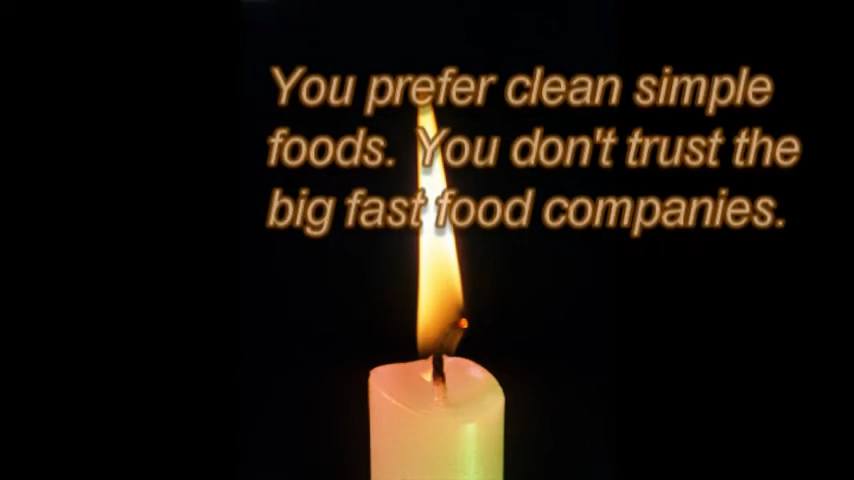 You prefer clean simple
foods. You don't trust the
big fast food companies.